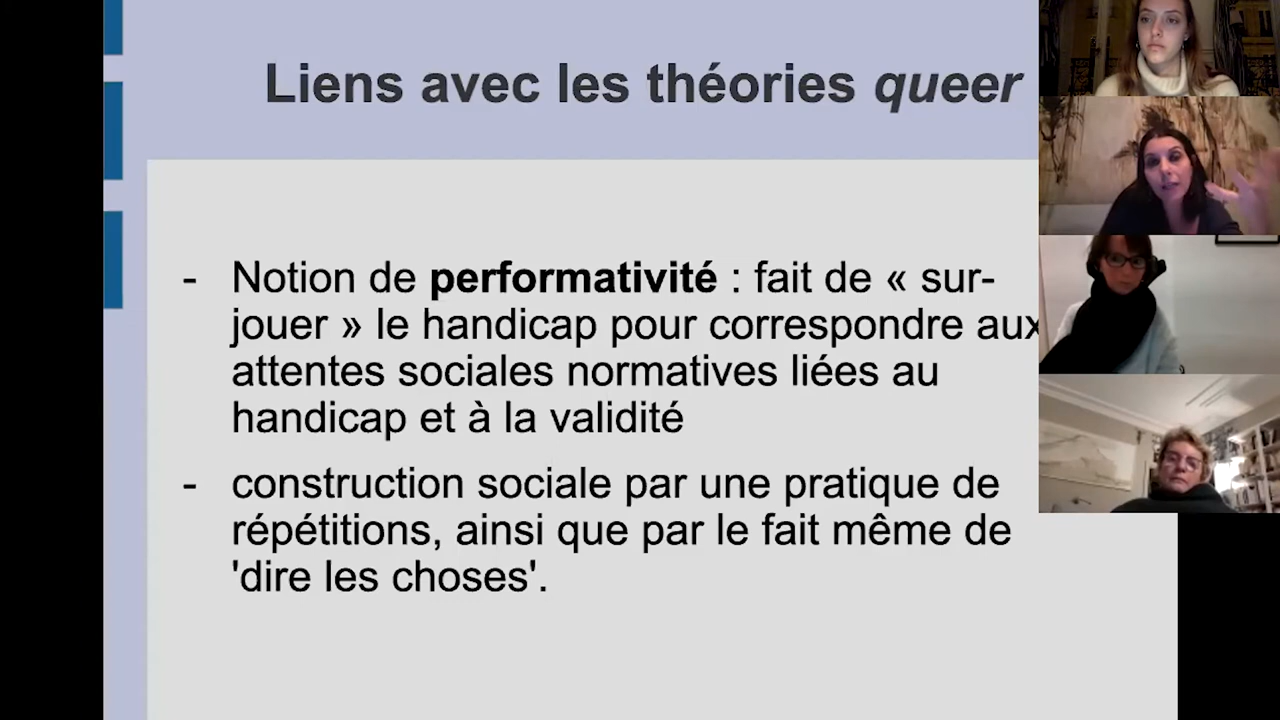 Liens avec les théories queer
- Notion de performativité : fait de « sur-
jouer » le handicap pour correspondre aux
attentes sociales normatives liées au
handicap et à la validité
- construction sociale par une pratique de
répétitions, ainsi que par le fait même de
'dire les choses'.